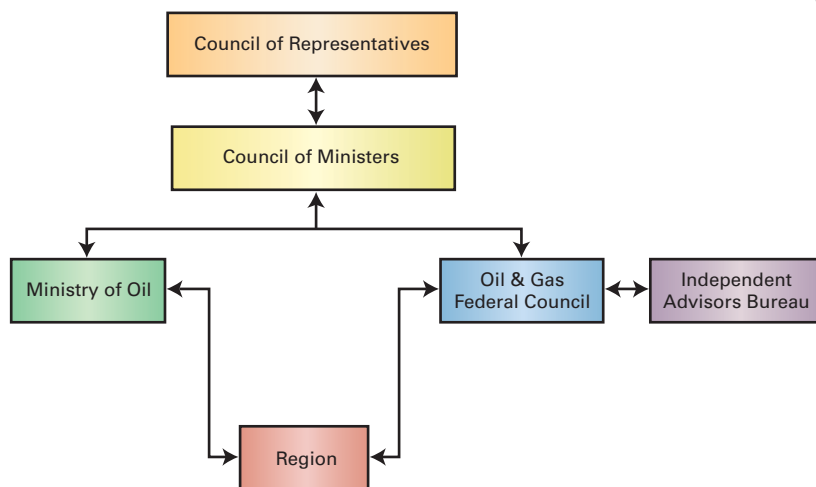 Council of Representatives
Council of Ministers
Ministry of Oil
Oil & Gas
Federal Council
Independent
Advisors Bureau
Region